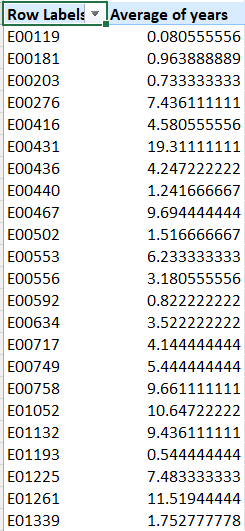 Row Labels Average of years
E00119 0.080555556
E00181 0.963888889
E00203 0.733333333
E00276 7.436111111
E00416 4.580555556
E00431 19.31111111
E00436 4.247222222
E00440 1.241666667
E00467 9.694444444
E00502 1.516666667
E00553 6.233333333
E00556 3.180555556
E00592 0.822222222
E00634 3.522222222
E00717 4.144444444
E00749 5.444444444
E00758 9.661111111
E01052 10.64722222
E01132 9.436111111
E01193 0.544444444
E01225 7.483333333
E01261 11.51944444
E01339 1.752777778